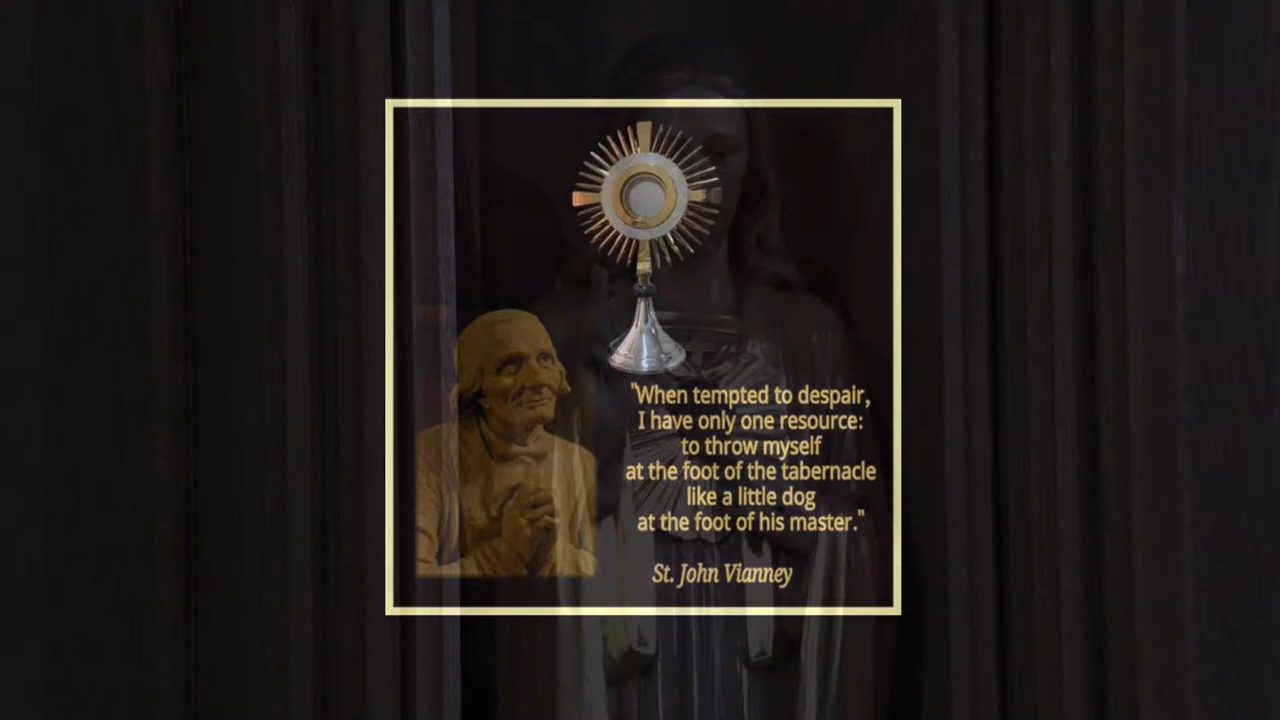 "When tempted to despair,
I have only one resource:
to throw myself
at the foot of the tabernacle
like a little dog
at the foot of his master."
St. John Vianney